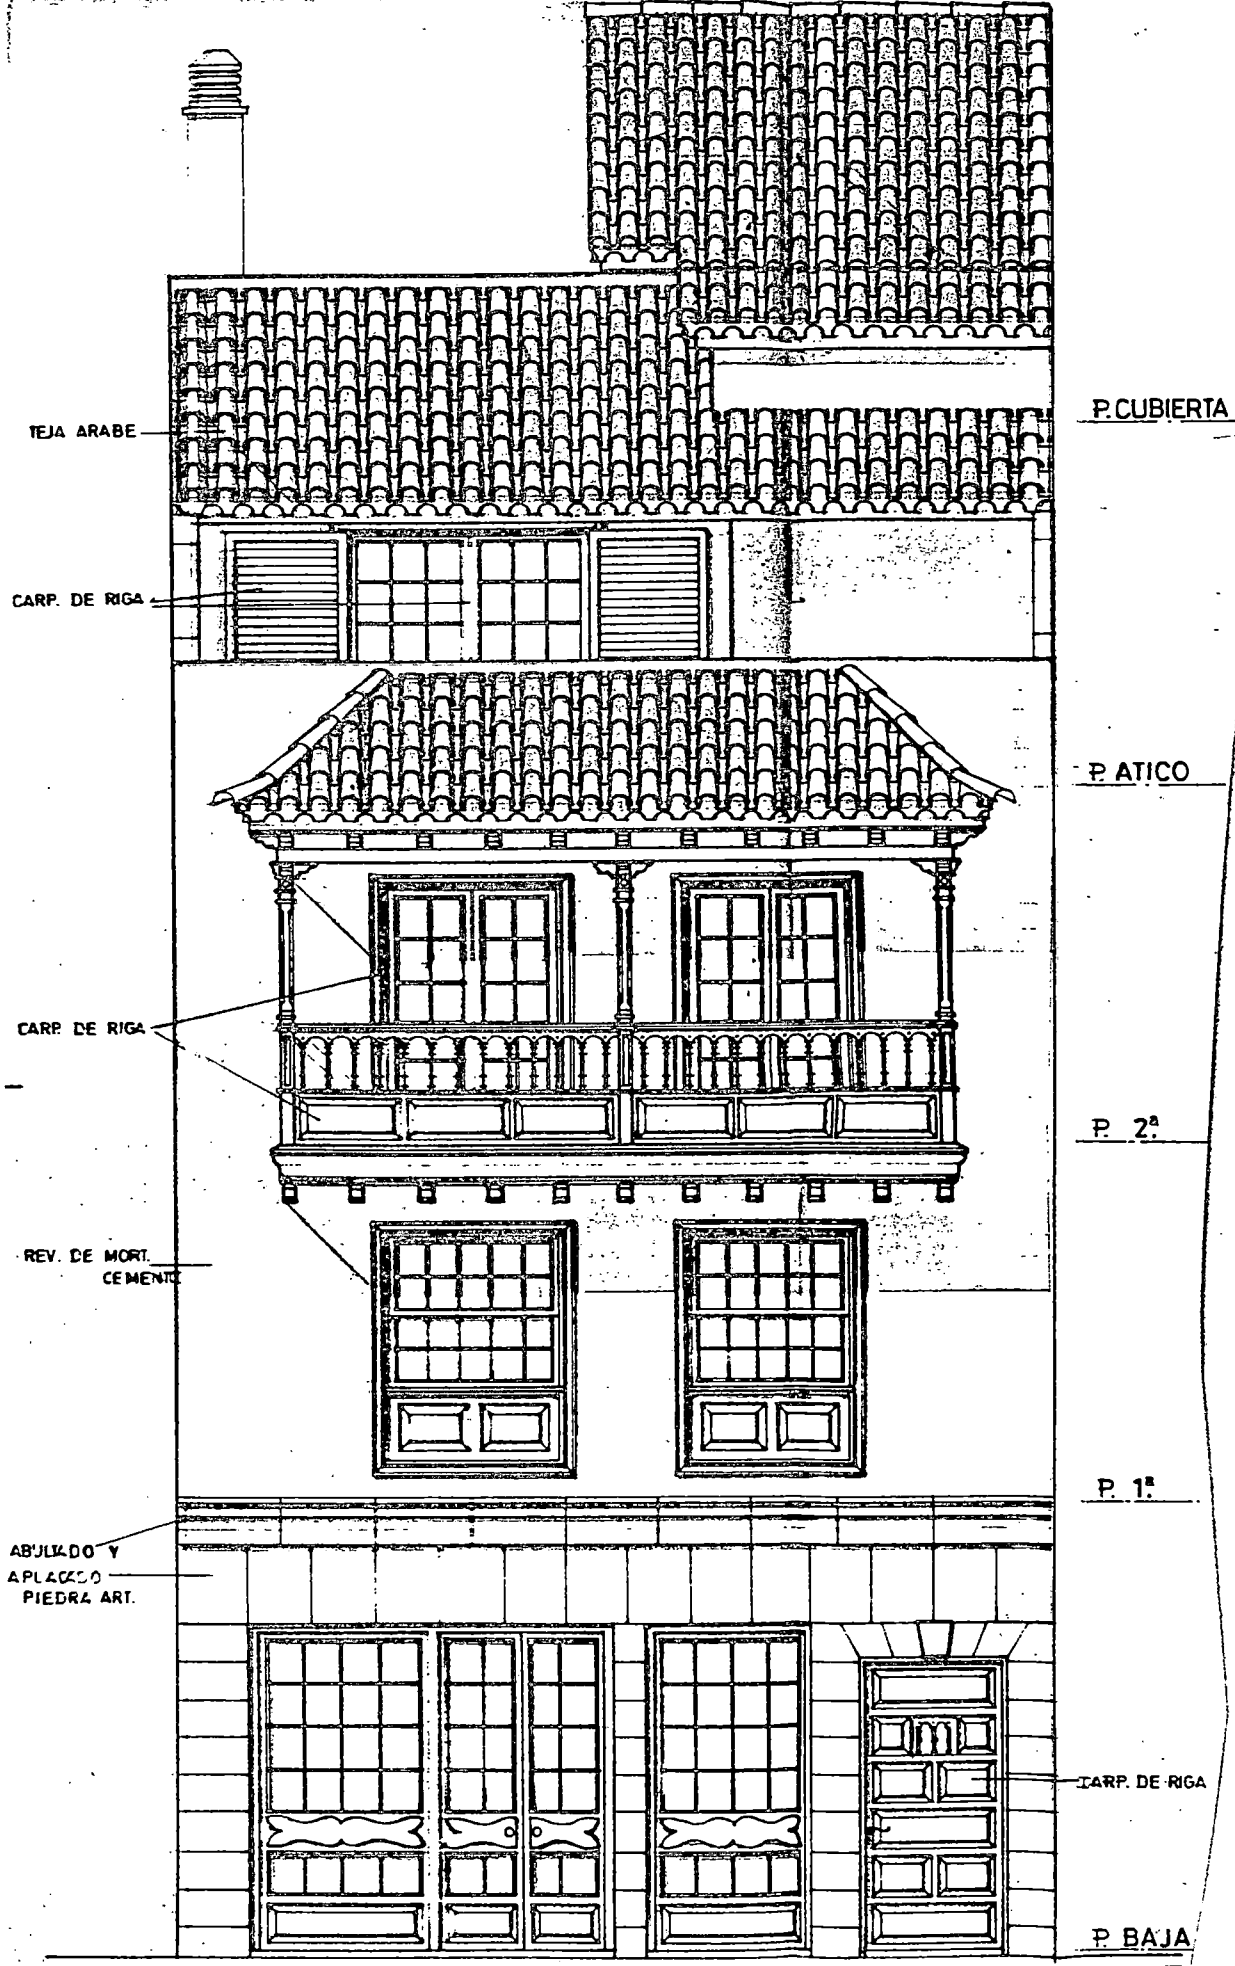 P. CUBIERTA
TEJA ARABE
CARP. DE RIGA
P. ATICO
CARP. DE RIGA
P. 2ª
REV. DE MORT.
CEMENTO
P. 1ª
ABULTADO Y
APLACADO
PIEDRA ART.
CARP. DE RIGA
P. BAJA